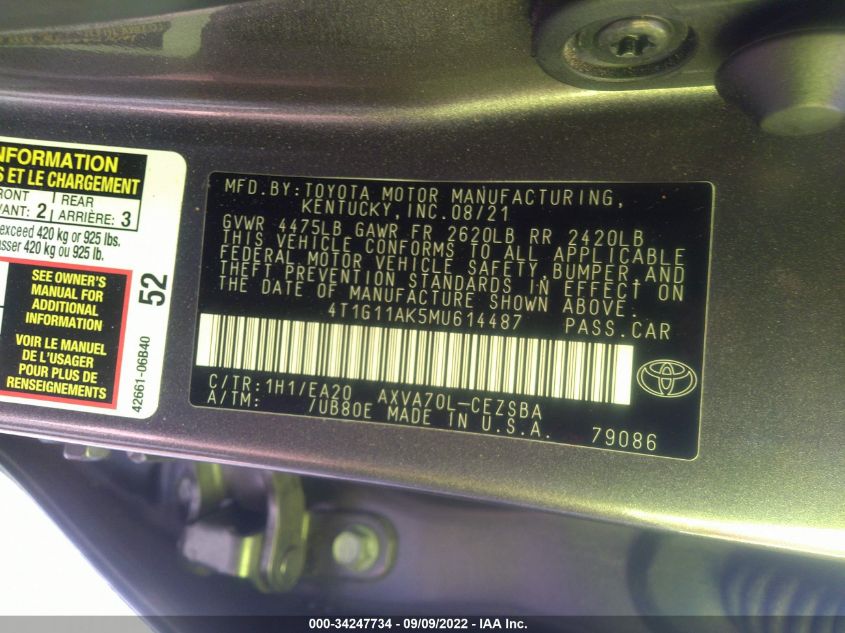 NFORMATION
S ET LE CHARGEMENT
RONT
VANT: 2
REAR
ARRIÈRE: 3
exceed 420 kg or 925 lbs.
asser 420 kg ou 925 lb.
SEE OWNER'S
MANUAL FOR
ADDITIONAL
INFORMATION
VOIR LE MANUEL
DE L'USAGER
POUR PLUS DE
RENSEIGNEMENTS
52
42661-06B40
MFD.BY:TOYOTA MOTOR MANUFACTURING,
KENTUCKY,INC.08/21
GVWR 4475LB GAWR FR 2620LB RR 2420LB
THIS VEHICLE CONFORMS TO ALL APPLICABLE
FEDERAL MOTOR VEHICLE SAFETY,BUMPER,AND
THEFT PREVENTION STANDARDS IN EFFECT ON
THE DATE OF MANUFACTURE SHOWN ABOVE.
4T1G11AK5MU614487 PASS.CAR
C/TR:1H1/EA20 AXVA70L-CEZSBA
A/TM: /UB80E MADE IN U.S.A. 79086
000-34247734 - 09/09/2022 - IAA Inc.